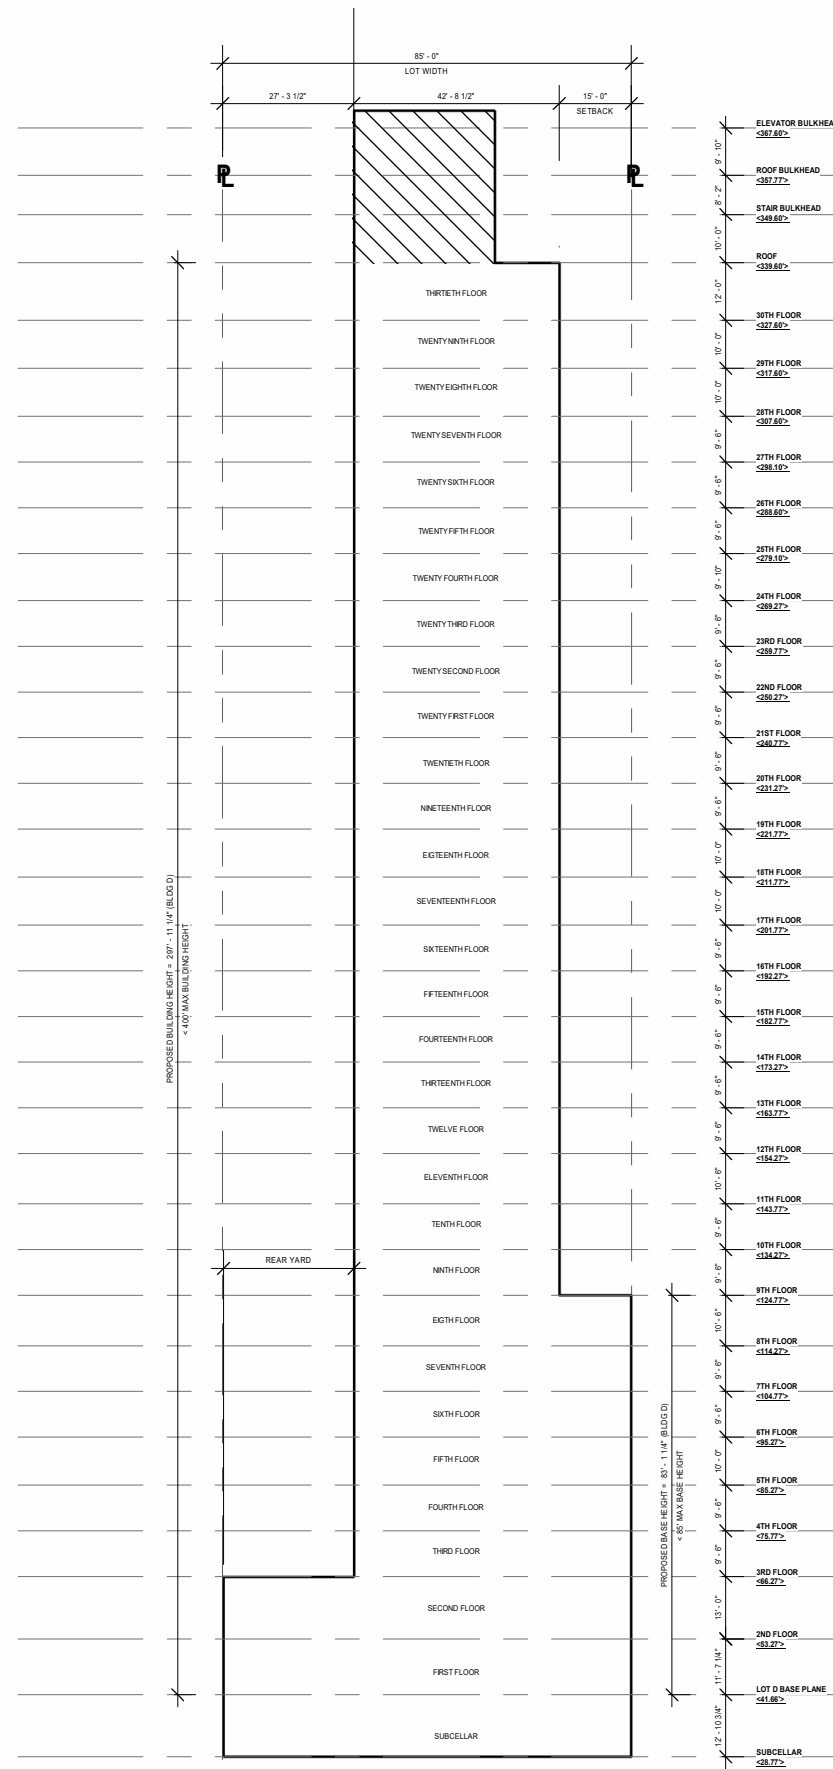 85' - 0"
LOT WIDTH
27' - 3 1/2"
42' - 8 1/2"
15' - 0"
SETBACK
ELEVATOR BULKHEA
<367.60'>
9' - 10"
PL
PL
ROOF BULKHEAD
<357.77'>
8' - 2"
STAIR BULKHEAD
<349.60'>
10' - 0"
ROOF
<339.60'>
THIRTIETH FLOOR
12' - 0"
30TH FLOOR
<327.60'>
TWENTY NINTH FLOOR
10' - 0"
29TH FLOOR
<317.60'>
TWENTY EIGHTH FLOOR
10' - 0"
28TH FLOOR
<307.60'>
TWENTY SEVENTH FLOOR
9' - 6"
27TH FLOOR
<298.10'>
TWENTY SIXTH FLOOR
9' - 6"
26TH FLOOR
<288.60'>
TWENTY FIFTH FLOOR
9' - 6"
25TH FLOOR
<279.10'>
TWENTY FOURTH FLOOR
9' - 10"
24TH FLOOR
<269.27'>
TWENTY THIRD FLOOR
9' - 6"
23RD FLOOR
<259.77'>
TWENTY SECOND FLOOR
9' - 6"
22ND FLOOR
<250.27'>
TWENTY FIRST FLOOR
9' - 6"
21ST FLOOR
<240.77'>
TWENTIETH FLOOR
9' - 6"
20TH FLOOR
<231.27'>
NINETEENTH FLOOR
9' - 6"
19TH FLOOR
<221.77'>
EIGTEENTH FLOOR
10' - 0"
18TH FLOOR
<211.77'>
SEVENTEENTH FLOOR
10' - 0"
17TH FLOOR
<201.77'>
PROPOSED BUILDING HEIGHT = 297' - 11 1/4" (BLDG D)
< 400' MAX BUILDING HEIGHT
SIXTEENTH FLOOR
9' - 6"
16TH FLOOR
<192.27'>
FIFTEENTH FLOOR
9' - 6"
15TH FLOOR
<182.77'>
FOURTEENTH FLOOR
9' - 6"
14TH FLOOR
<173.27'>
THIRTEENTH FLOOR
9' - 6"
13TH FLOOR
<163.77'>
TWELVE FLOOR
9' - 6"
12TH FLOOR
<154.27'>
ELEVENTH FLOOR
10' - 6"
11TH FLOOR
<143.77'>
TENTH FLOOR
9' - 6"
10TH FLOOR
<134.27'>
REAR YARD
NINTH FLOOR
9' - 6"
9TH FLOOR
<124.77'>
EIGTH FLOOR
10' - 6"
8TH FLOOR
<114.27'>
SEVENTH FLOOR
9' - 6"
7TH FLOOR
<104.77'>
SIXTH FLOOR
9' - 6"
6TH FLOOR
<95.27'>
PROPOSED BASE HEIGHT = 83' - 1 1/4" (BLDG D)
< 85' MAX BASE HEIGHT
FIFTH FLOOR
10' - 0"
5TH FLOOR
<85.27'>
FOURTH FLOOR
9' - 6"
4TH FLOOR
<75.77'>
THIRD FLOOR
9' - 6"
3RD FLOOR
<66.27'>
SECOND FLOOR
13' - 0"
2ND FLOOR
<53.27'>
FIRST FLOOR
11' - 7 1/4"
LOT D BASE PLANE
<41.66'>
SUBCELLAR
12' - 10 3/4"
SUBCELLAR
<28.77'>